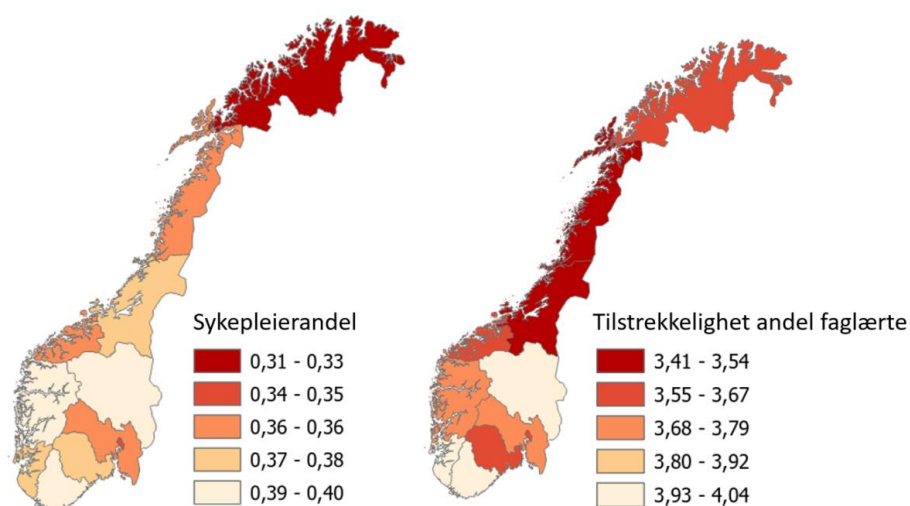 Sykepleierandel
0,31 - 0,33
0,34 - 0,35
0,36 - 0,36
0,37 - 0,38
0,39 - 0,40
Tilstrekkelighet andel faglærte
3,41 - 3,54
3,55 - 3,67
3,68 - 3,79
3,80 - 3,92
3,93 - 4,04